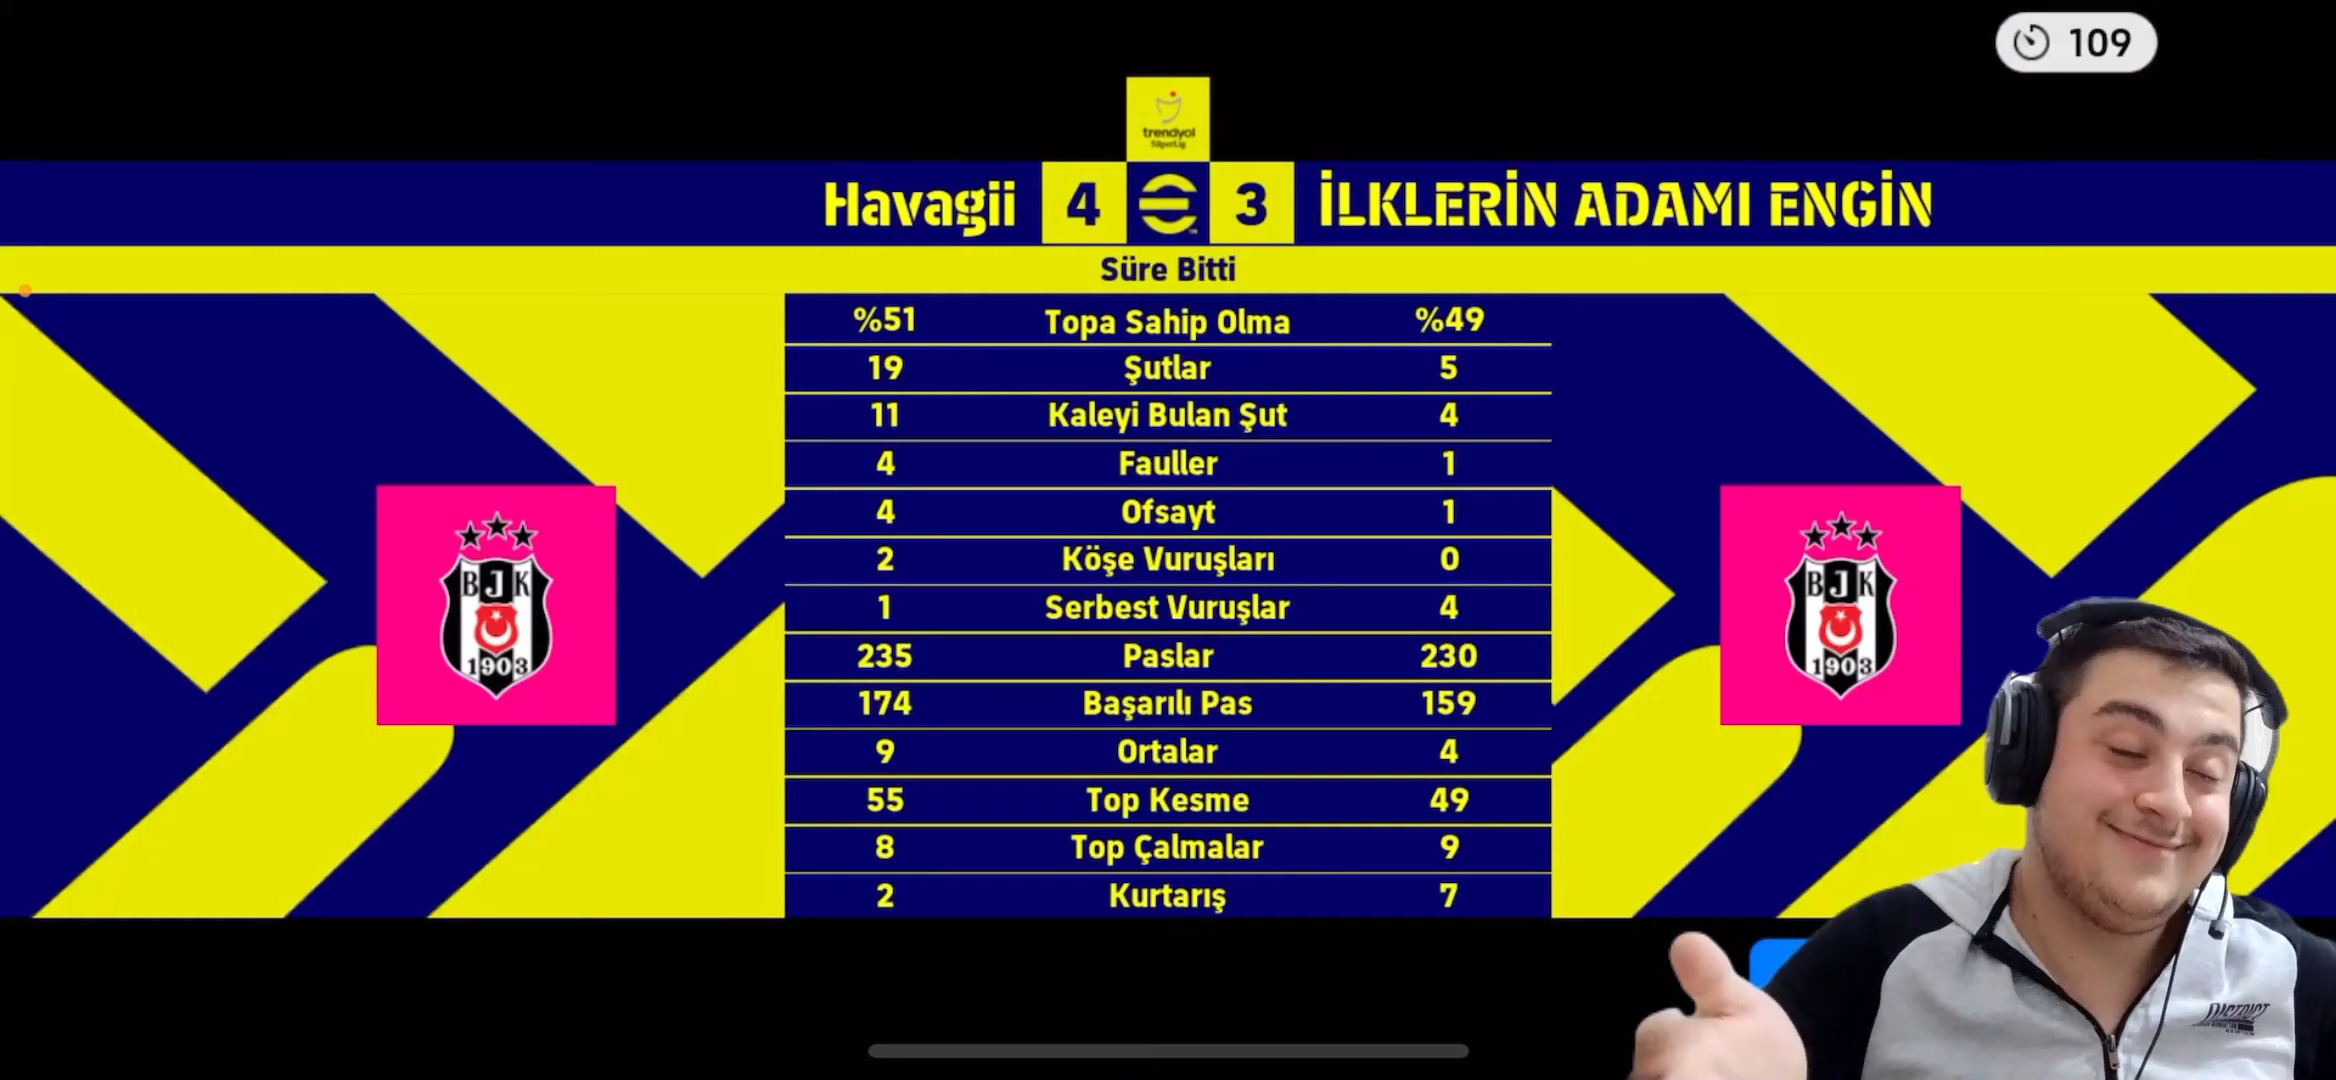 109
trendyol
SüperLig
Havagii 4 3 İLKLERİN ADAMI ENGİN
Süre Bitti
%51 Topa Sahip Olma %49
19 Şutlar 5
11 Kaleyi Bulan Şut 4
4 Fauller 1
4 Ofsayt 1
2 Köşe Vuruşları 0
1 Serbest Vuruşlar 4
235 Paslar 230
174 Başarılı Pas 159
9 Ortalar 4
55 Top Kesme 49
8 Top Çalmalar 9
2 Kurtarış 7
BJK
1903
BJK
1903
DISTRICT